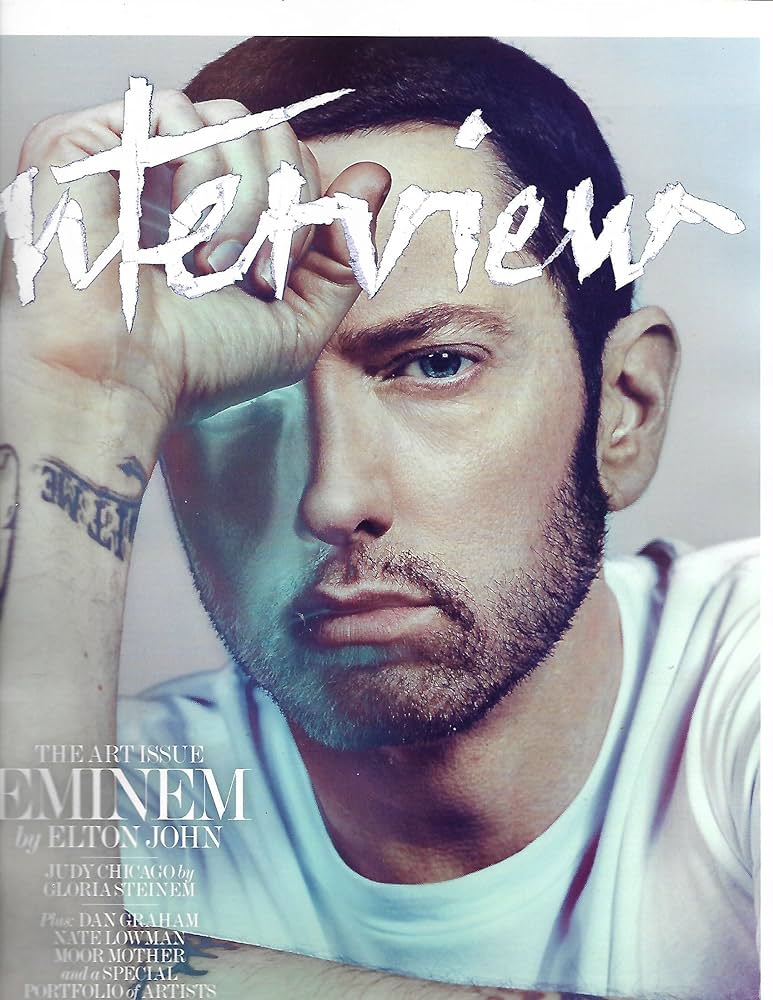 Interview
THE ART ISSUE
EMINEM
by ELTON JOHN
JUDY CHICAGO by
GLORIA STEINEM
Plus: DAN GRAHAM
NATE LOWMAN
MOOR MOTHER
and a SPECIAL
PORTFOLIO of ARTISTS